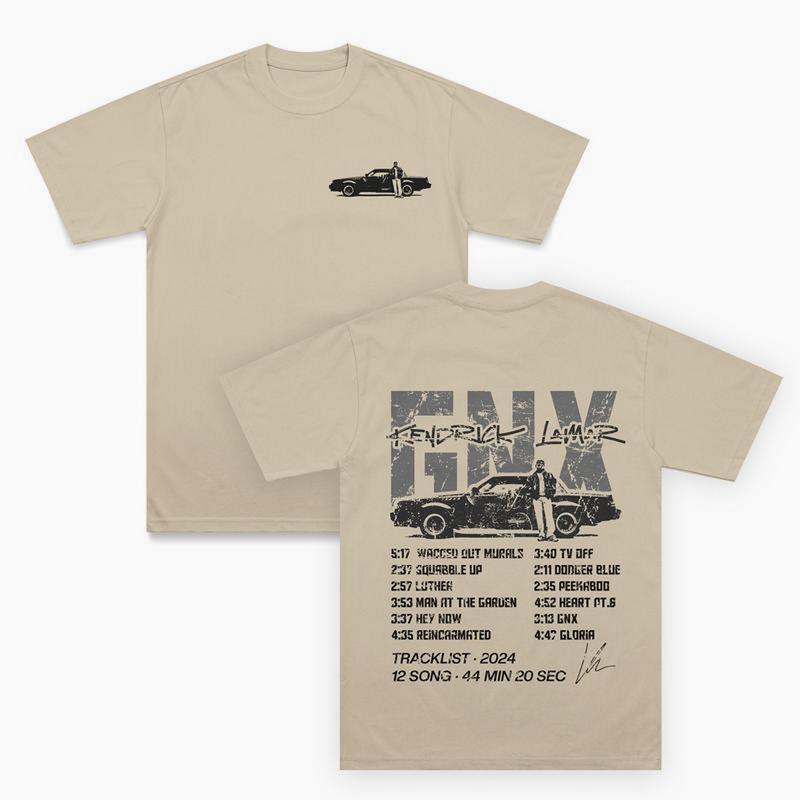 GNX
KENDRICK LAMAR
5:17 WACCED OUT MURALS
2:37 SQUABBLE UP
2:57 LUTHER
3:53 MAN AT THE GARDEN
3:37 HEY NOW
4:35 REINCARMATED
3:40 TV OFF
2:11 DODGER BLUE
2:35 PEEKABOO
4:52 HEART PT.6
3:13 GNX
4:47 GLORIA
TRACKLIST · 2024
12 SONG · 44 MIN 20 SEC